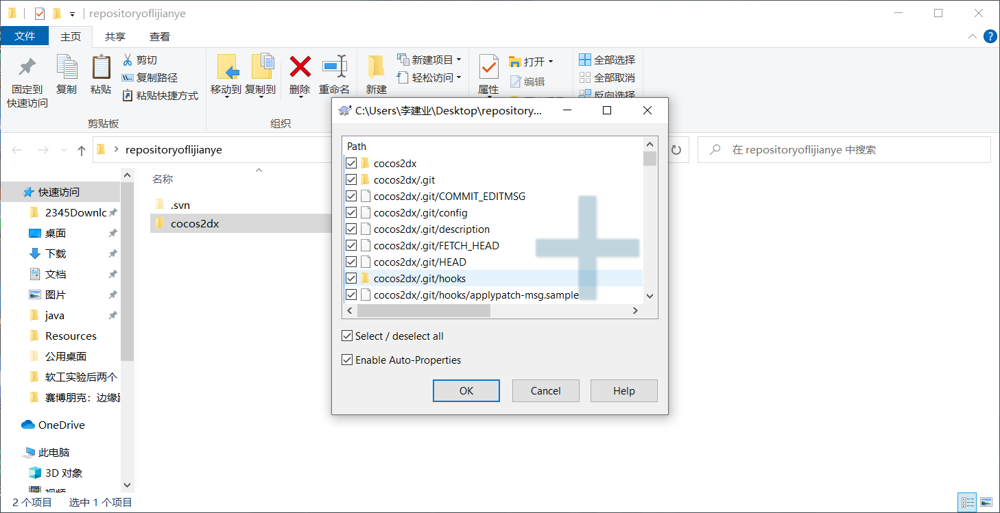 repositoryoflijianye
文件 主页 共享 查看
固定到
快速访问
复制
粘贴
剪切
复制路径
粘贴快捷方式
剪贴板
移动到
复制到
删除
重命名
组织
新建
新建项目
轻松访问
属性
打开
编辑
全部选择
全部取消
反向选择
repositoryoflijianye
在 repositoryoflijianye 中搜索
快速访问
2345Downlc
桌面
下载
文档
图片
java
Resources
公用桌面
软工实验后两个
赛博朋克：边缘
OneDrive
此电脑
3D 对象
视频
名称
.svn
cocos2dx
C:\Users\李建业\Desktop\repository...
Path
cocos2dx
cocos2dx/.git
cocos2dx/.git/COMMIT_EDITMSG
cocos2dx/.git/config
cocos2dx/.git/description
cocos2dx/.git/FETCH_HEAD
cocos2dx/.git/HEAD
cocos2dx/.git/hooks
cocos2dx/.git/hooks/applypatch-msg.sample
Select / deselect all
Enable Auto-Properties
OK Cancel Help
2 个项目 选中 1 个项目